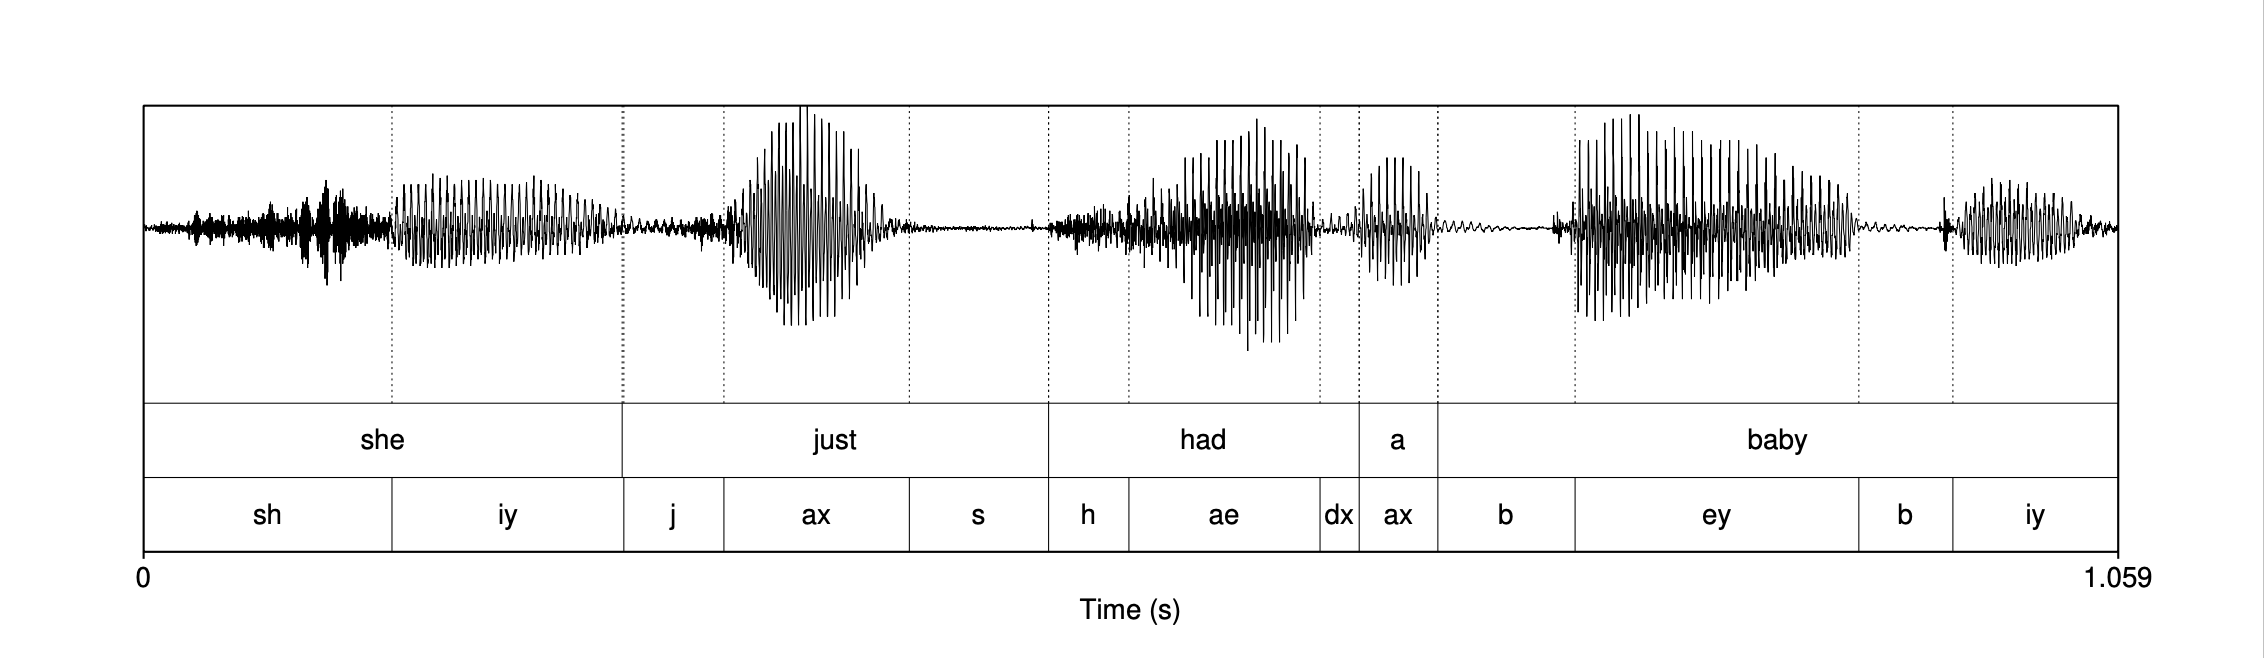 she just had a baby
sh iy j ax s h ae dx ax b ey b iy
0 1.059
Time (s)